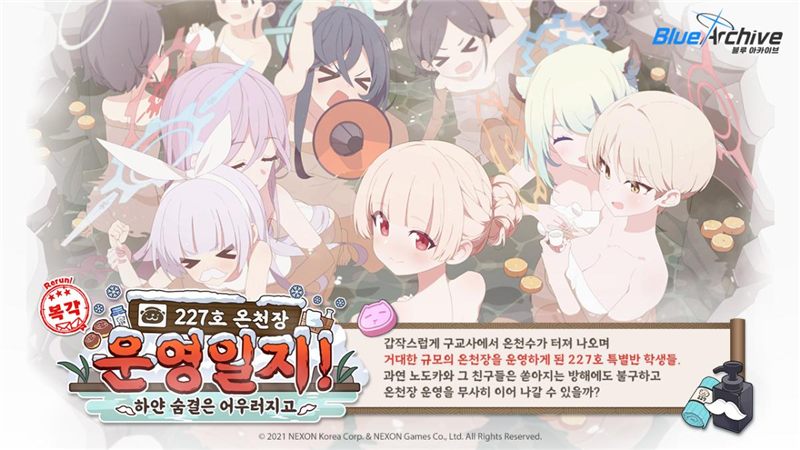 Blue Archive
블루 아카이브
Rerun!
복각
227호 온천장
운영일지!
하얀 숨결은 어우러지고
갑작스럽게 구교사에서 온천수가 터져 나오며
거대한 규모의 온천장을 운영하게 된 227호 특별반 학생들.
과연 노도카와 그 친구들은 쏟아지는 방해에도 불구하고
온천장 운영을 무사히 이어 나갈 수 있을까?
© 2021 NEXON Korea Corp. & NEXON Games Co., Ltd. All Rights Reserved.